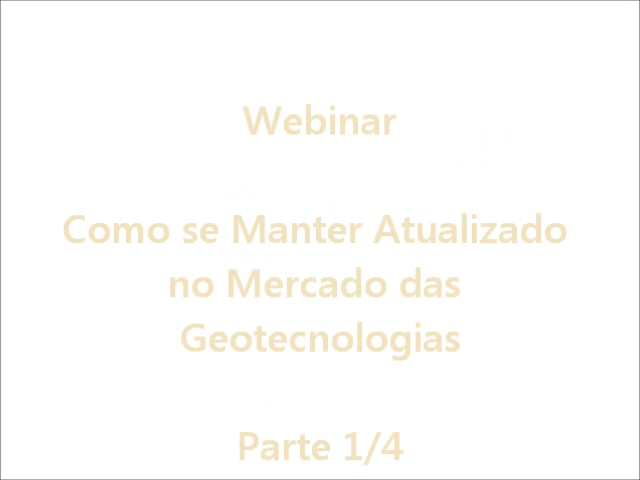 Webinar
Como se Manter Atualizado
no Mercado das
Geotecnologias
Parte 1/4